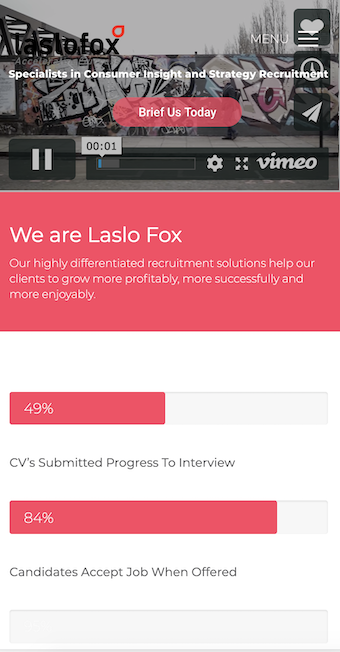 laslofox
MENU
Specialists in Consumer Insight and Strategy Recruitment
Brief Us Today
00:01
vimeo
We are Laslo Fox
Our highly differentiated recruitment solutions help our
clients to grow more profitably, more successfully and
more enjoyably.
49%
CV's Submitted Progress To Interview
84%
Candidates Accept Job When Offered